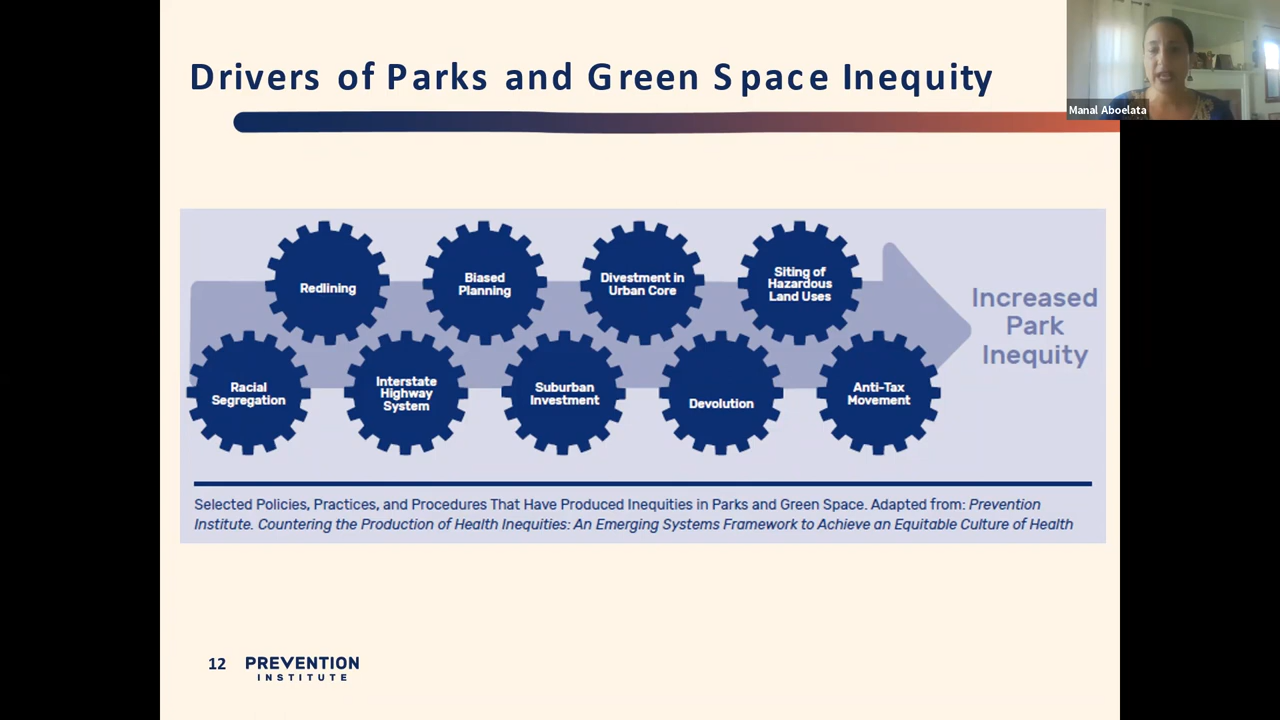 Drivers of Parks and Green Space Inequity
Manal Aboelata
Redlining
Biased
Planning
Divestment in
Urban Core
Siting of
Hazardous
Land Uses
Increased
Park
Inequity
Racial
Segregation
Interstate
Highway
System
Suburban
Investment
Devolution
Anti-Tax
Movement
Selected Policies, Practices, and Procedures That Have Produced Inequities in Parks and Green Space. Adapted from: Prevention
Institute. Countering the Production of Health Inequities: An Emerging Systems Framework to Achieve an Equitable Culture of Health
12
PREVENTION
INSTITUTE